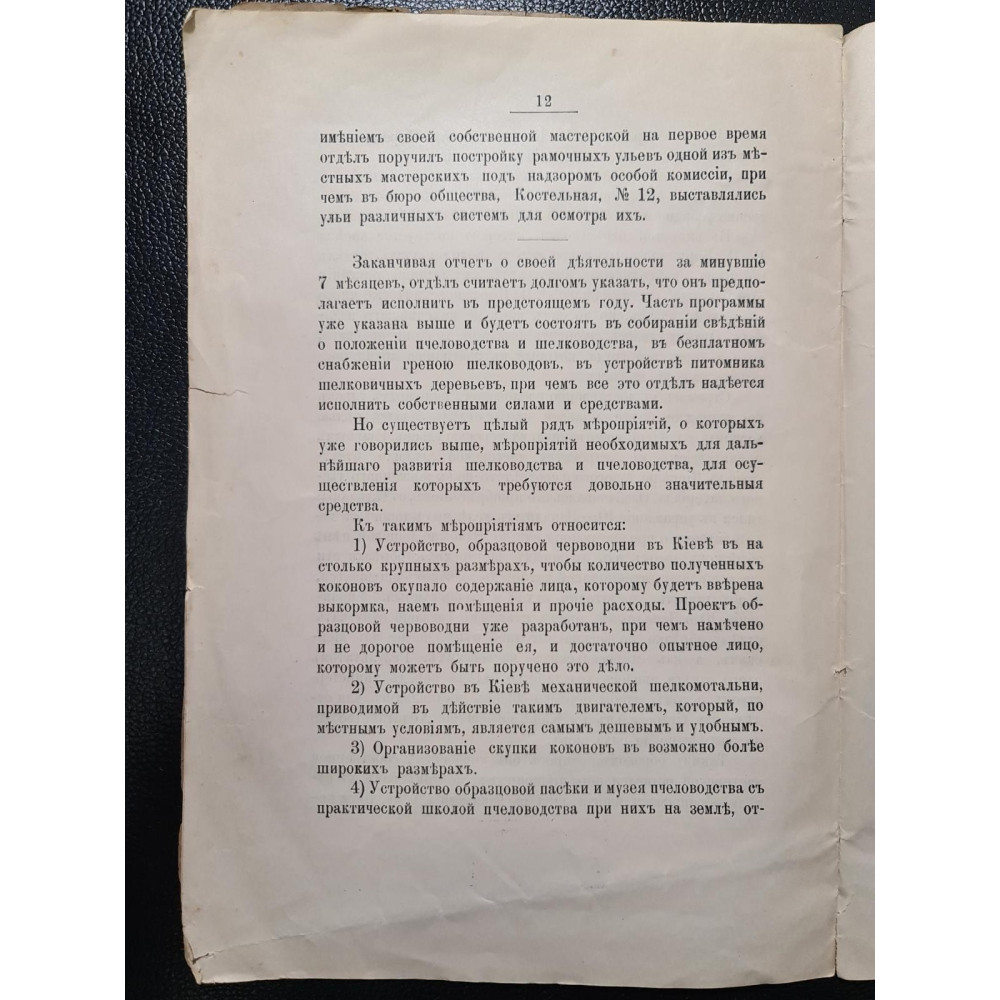 12
имѣніемъ своей собственной мастерской на первое время
отдѣлъ поручилъ постройку рамочныхъ ульевъ одной изъ мѣ-
стныхъ мастерскихъ подъ надзоромъ особой комиссіи, при
чемъ въ бюро общества, Костельная, № 12, выставлялись
ульи различныхъ системъ для осмотра ихъ.
Заканчивая отчетъ о своей дѣятельности за минувшіе
7 мѣсяцевъ, отдѣлъ считаетъ долгомъ указать, что онъ предпо-
лагаетъ исполнить въ предстоящемъ году. Часть программы
уже указана выше и будетъ состоять въ собираніи свѣдѣній
о положеніи пчеловодства и шелководства, въ безплатномъ
снабженіи греною шелководовъ, въ устройствѣ питомника
шелковичныхъ деревьевъ, при чемъ все это отдѣлъ надѣется
исполнить собственными силами и средствами.
Но существуетъ цѣлый рядъ мѣропріятій, о которыхъ
уже говорились выше, мѣропріятій необходимыхъ для даль-
нѣйшаго развитія шелководства и пчеловодства, для осу-
ществленія которыхъ требуются довольно значительныя
средства.
Къ такимъ мѣропріятіямъ относится:
1) Устройство, образцовой червоводни въ Кіевѣ въ на
столько крупныхъ размѣрахъ, чтобы количество полученныхъ
коконовъ окупало содержаніе лица, которому будетъ ввѣрена
выкормка, наемъ помѣщенія и прочіе расходы. Проектъ об-
разцовой червоводни уже разработанъ, при чемъ намѣчено
и не дорогое помѣщеніе ея, и достаточно опытное лицо,
которому можетъ быть поручено это дѣло.
2) Устройство въ Кіевѣ механической шелкомотальни,
приводимой въ дѣйствіе такимъ двигателемъ, который, по
мѣстнымъ условіямъ, является самымъ дешевымъ и удобнымъ.
3) Организованіе скупки коконовъ въ возможно болѣе
широкихъ размѣрахъ.
4) Устройство образцовой пасѣки и музея пчеловодства съ
практической школой пчеловодства при нихъ на землѣ, от-